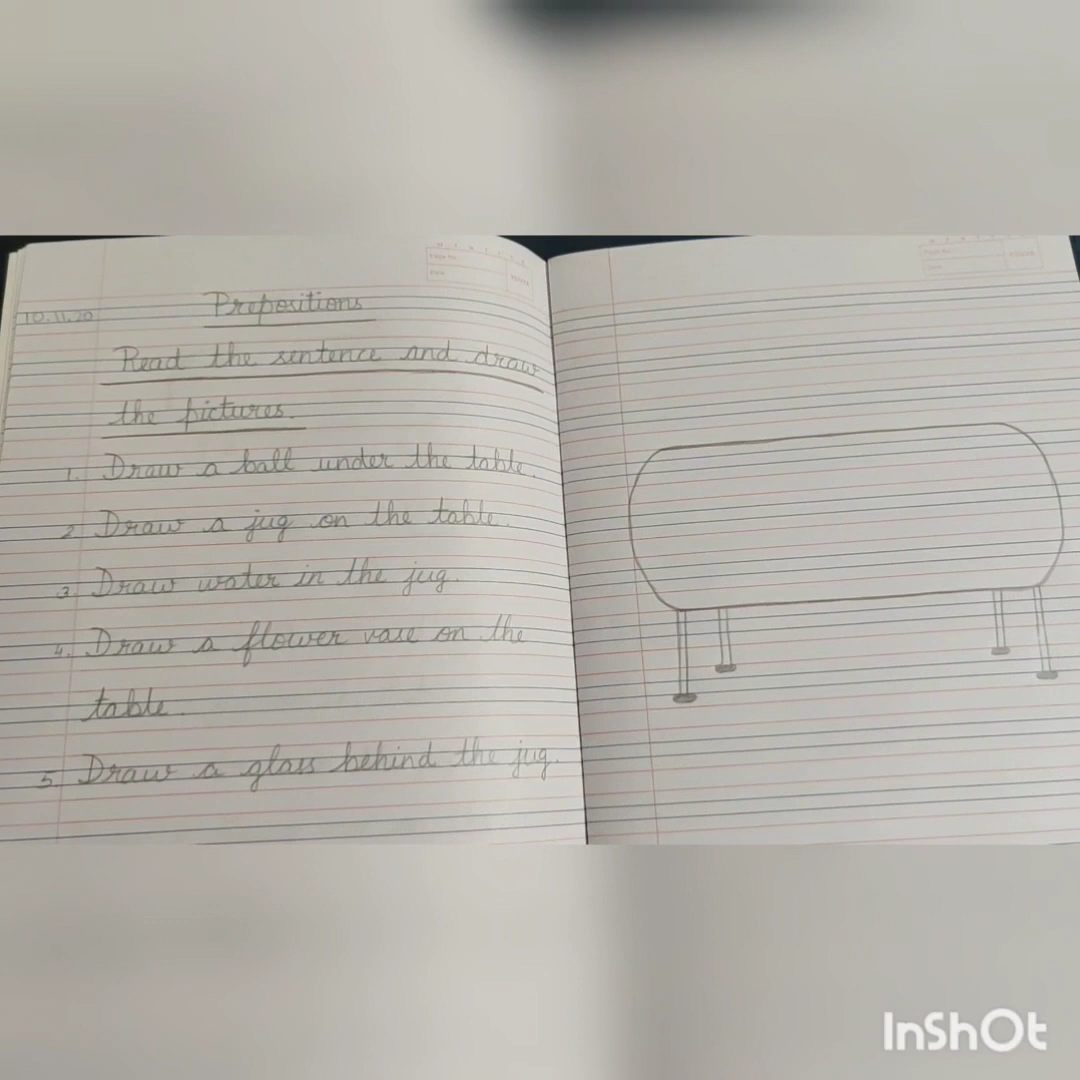 10.11.20
Prepositions
Read the sentence and draw
the pictures.
1. Draw a ball under the table.
2. Draw a jug on the table.
3. Draw water in the jug.
4. Draw a flower vase on the
table.
5. Draw a glass behind the jug.
InShOt